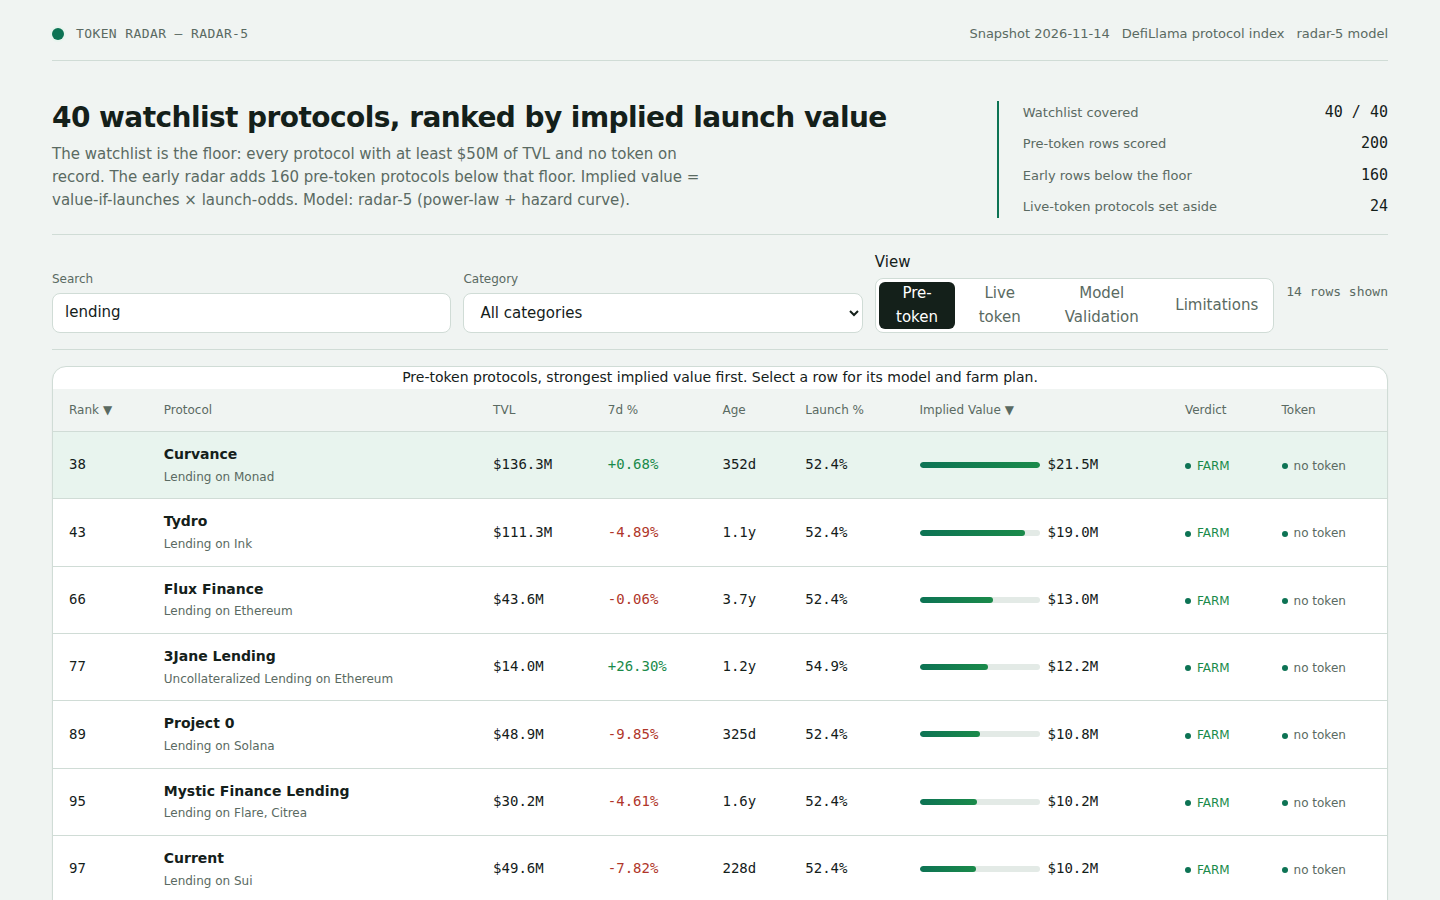 TOKEN RADAR — RADAR-5
Snapshot 2026-11-14 DefiLlama protocol index radar-5 model
40 watchlist protocols, ranked by implied launch value
The watchlist is the floor: every protocol with at least $50M of TVL and no token on
record. The early radar adds 160 pre-token protocols below that floor. Implied value =
value-if-launches × launch-odds. Model: radar-5 (power-law + hazard curve).
Watchlist covered 40 / 40
Pre-token rows scored 200
Early rows below the floor 160
Live-token protocols set aside 24
Search
lending
Category
All categories
View
Pre-
token
Live
token
Model
Validation
Limitations
14 rows shown
Pre-token protocols, strongest implied value first. Select a row for its model and farm plan.
Rank ▼ Protocol TVL 7d % Age Launch % Implied Value ▼ Verdict Token
38 Curvance $136.3M +0.68% 352d 52.4% $21.5M FARM no token
Lending on Monad
43 Tydro $111.3M -4.89% 1.1y 52.4% $19.0M FARM no token
Lending on Ink
66 Flux Finance $43.6M -0.06% 3.7y 52.4% $13.0M FARM no token
Lending on Ethereum
77 3Jane Lending $14.0M +26.30% 1.2y 54.9% $12.2M FARM no token
Uncollateralized Lending on Ethereum
89 Project 0 $48.9M -9.85% 325d 52.4% $10.8M FARM no token
Lending on Solana
95 Mystic Finance Lending $30.2M -4.61% 1.6y 52.4% $10.2M FARM no token
Lending on Flare, Citrea
97 Current $49.6M -7.82% 228d 52.4% $10.2M FARM no token
Lending on Sui